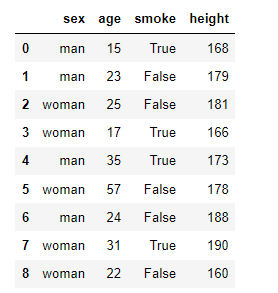 sex age smoke height
0 man 15 True 168
1 man 23 False 179
2 woman 25 False 181
3 woman 17 True 166
4 man 35 True 173
5 woman 57 False 178
6 man 24 False 188
7 woman 31 True 190
8 woman 22 False 160